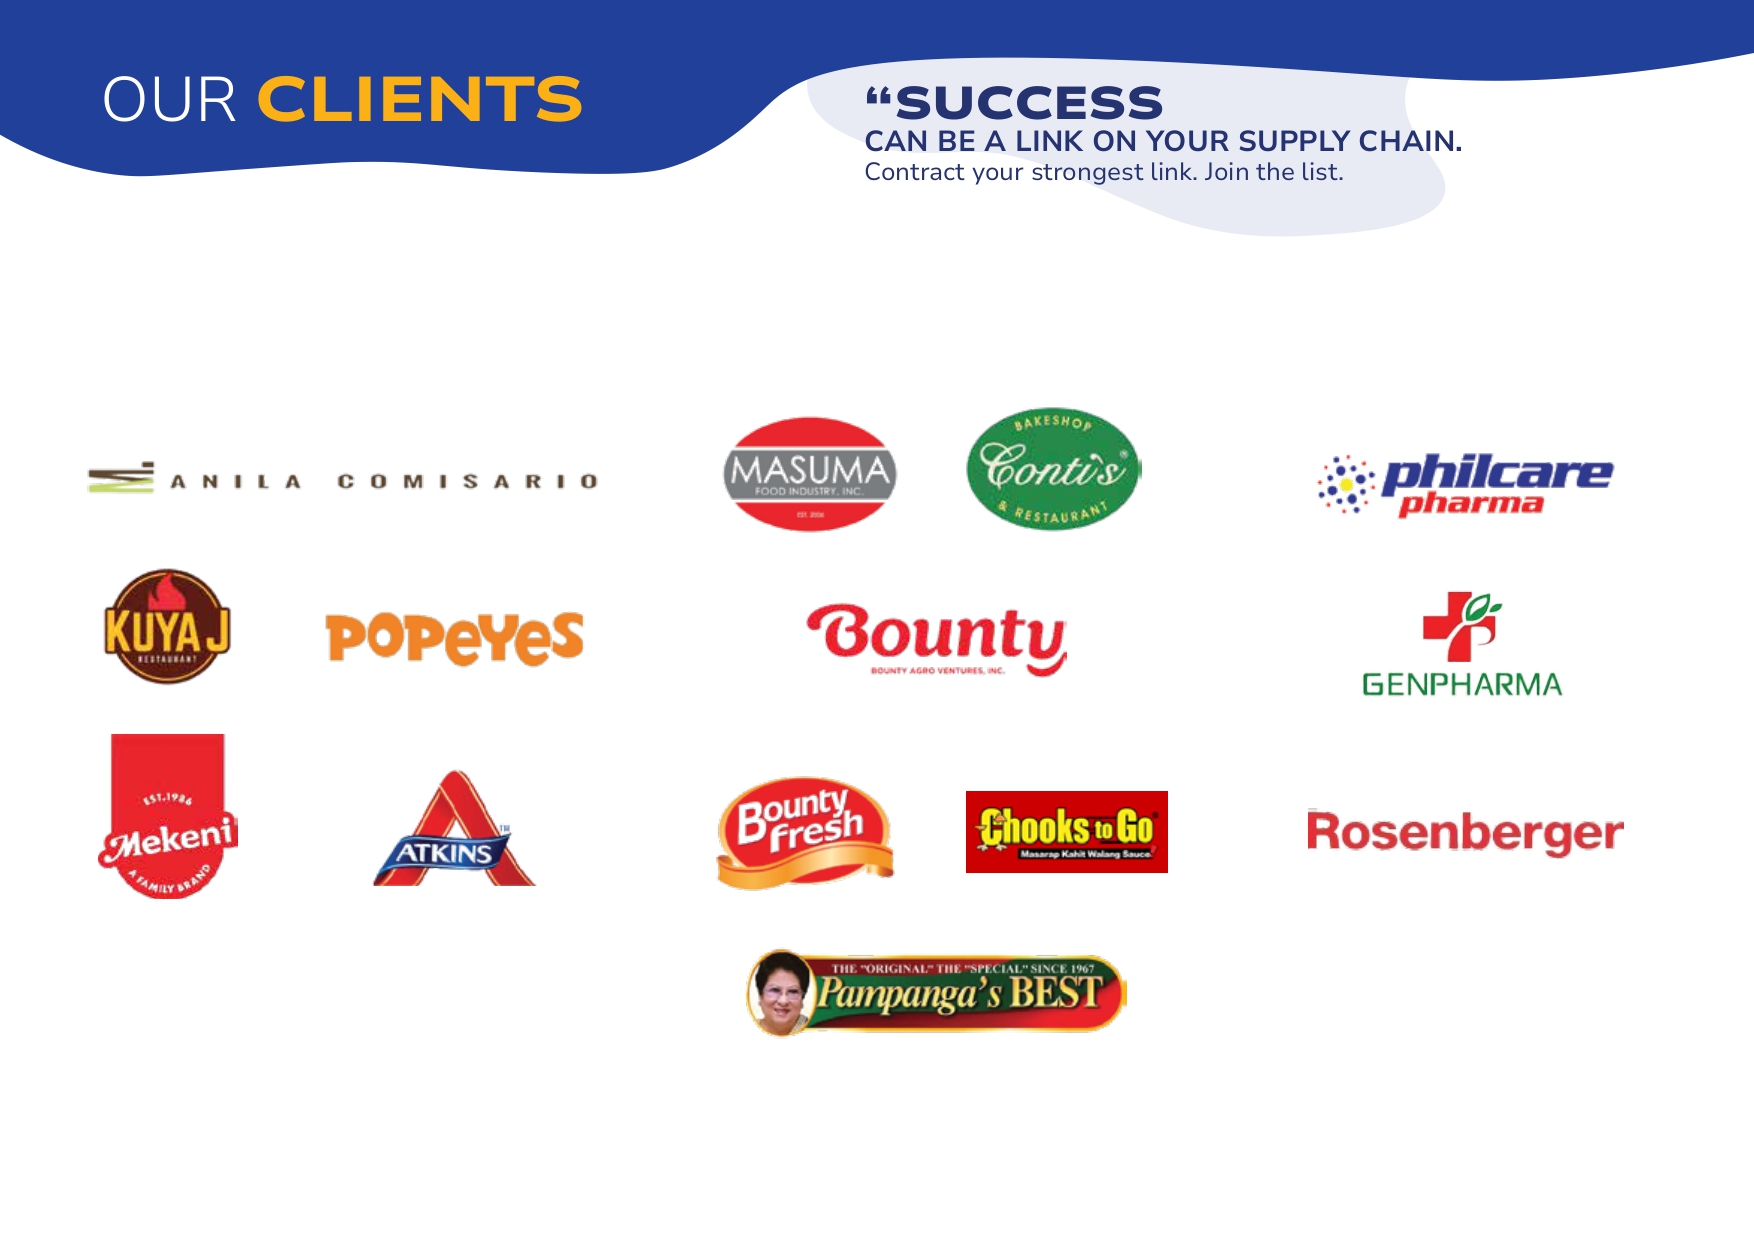 OUR CLIENTS
“SUCCESS
CAN BE A LINK ON YOUR SUPPLY CHAIN.
Contract your strongest link. Join the list.
ANILA COMISARIO
MASUMA
FOOD INDUSTRY, INC.
EST. 2006
BAKESHOP
Conti's®
& RESTAURANT
philcare
pharma
KUYA J
RESTAURANT
POPEYES
Bounty
BOUNTY AGRO VENTURES, INC.
GENPHARMA
EST.1986
Mekeni
A FAMILY BRAND
ATKINS™
Bounty
Fresh
Chooks to Go
Masarap Kahit Walang Sauce!
Rosenberger
THE "ORIGINAL" THE "SPECIAL" SINCE 1967
Pampanga's BEST